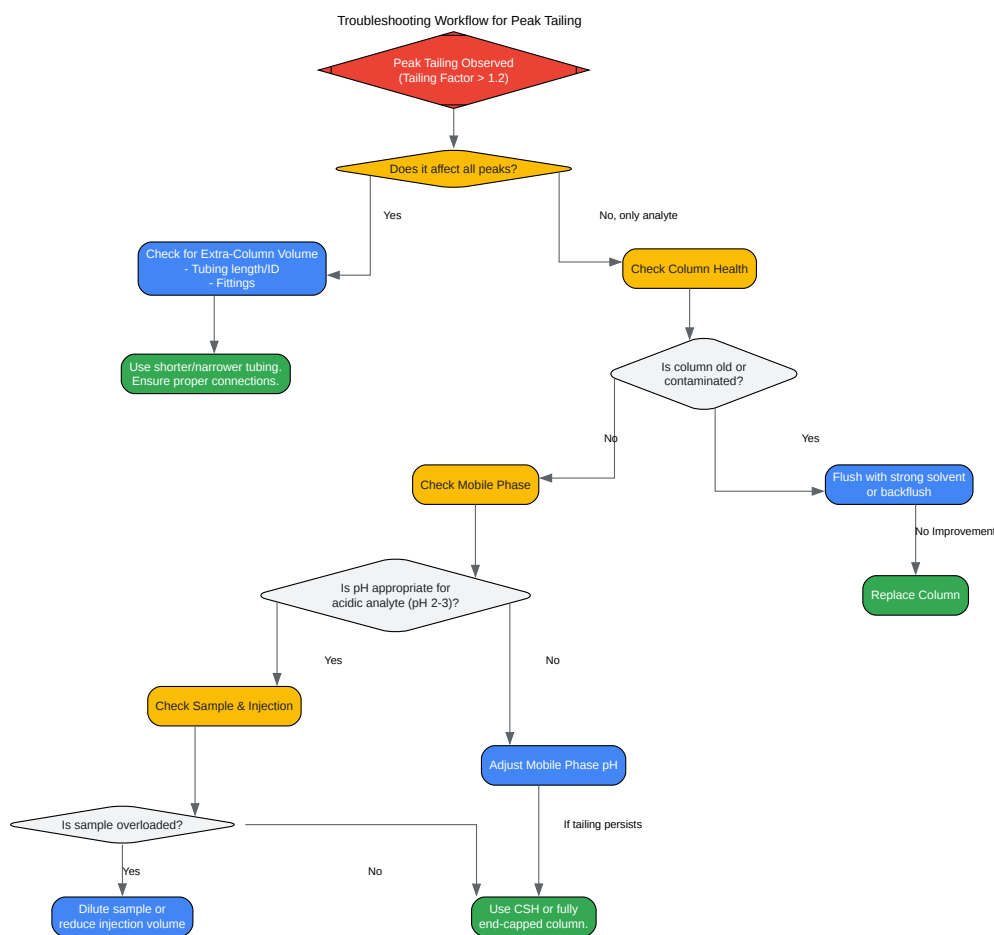 Troubleshooting Workflow for Peak Tailing
Peak Tailing Observed
(Tailing Factor > 1.2)
Does it affect all peaks?
Yes
No, only analyte
Check for Extra-Column Volume
- Tubing length/ID
- Fittings
Check Column Health
Use shorter/narrower tubing.
Ensure proper connections.
Is column old or
contaminated?
No
Yes
Check Mobile Phase
Flush with strong solvent
or backflush
No Improvement
Is pH appropriate for
acidic analyte (pH 2-3)?
Replace Column
Yes
No
Check Sample & Injection
Adjust Mobile Phase pH
Is sample overloaded?
If tailing persists
Yes
No
Dilute sample or
reduce injection volume
Use CSH or fully
end-capped column.